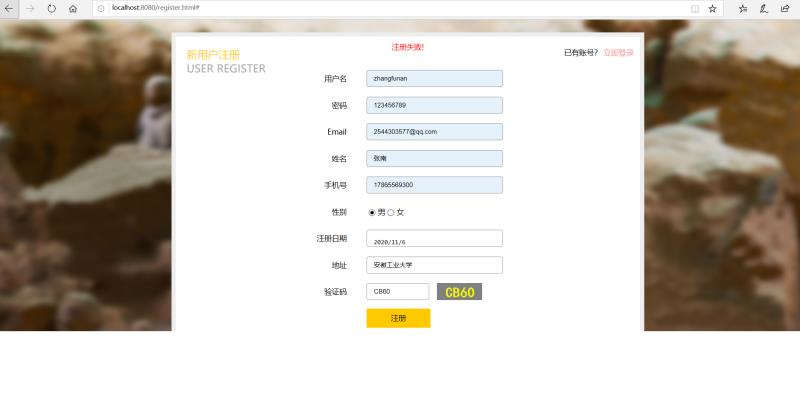 localhost:8080/register.html#
注册失败!
新用户注册
USER REGISTER
已有账号? 立即登录
用户名 zhangfunan
密码 123456789
Email 2544303577@qq.com
姓名 张南
手机号 17865569300
性别 男 女
注册日期 2020/11/6
地址 安徽工业大学
验证码 CB60 CB60
注册